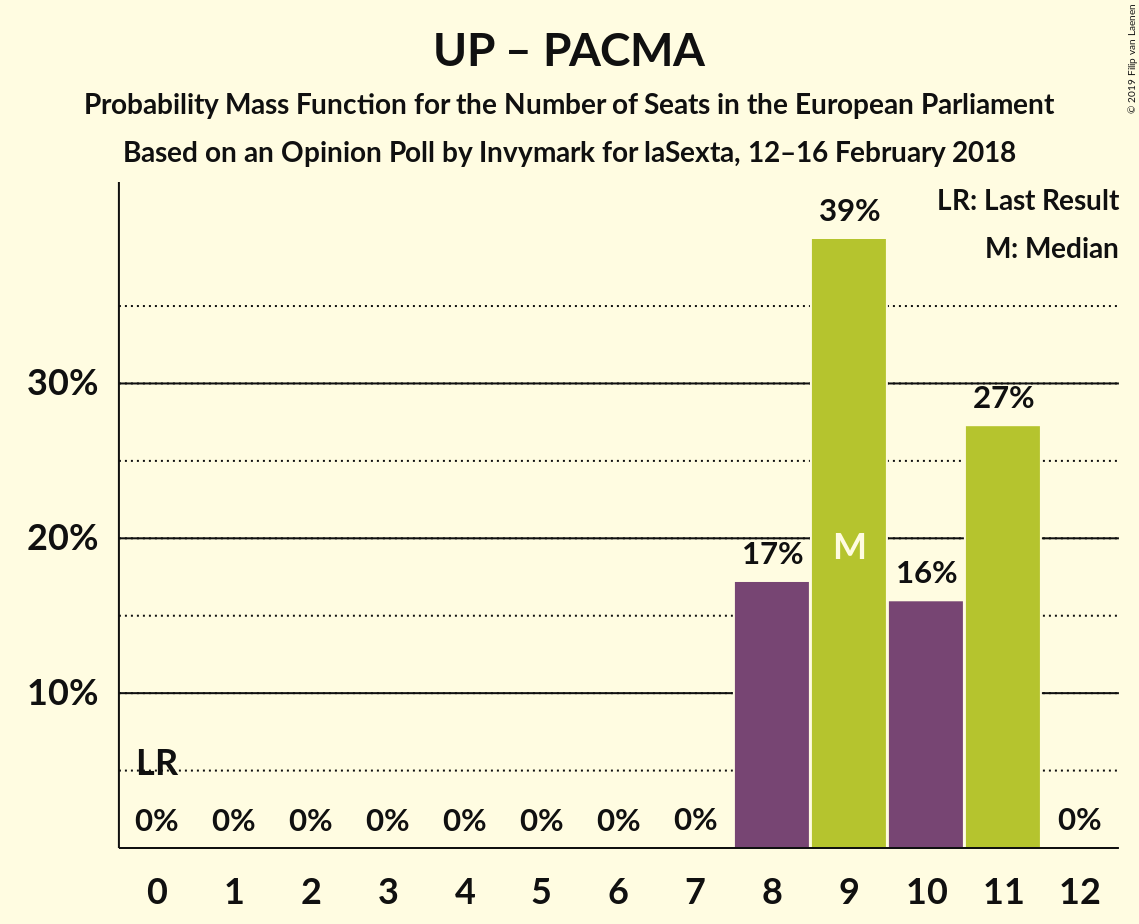 UP – PACMA
Probability Mass Function for the Number of Seats in the European Parliament
Based on an Opinion Poll by Invymark for laSexta, 12–16 February 2018
© 2019 Filip van Laenen
LR: Last Result
M: Median
39%
30%
27%
20%
17%
M
16%
10%
LR
0% 0% 0% 0% 0% 0% 0% 0% 0%
0 1 2 3 4 5 6 7 8 9 10 11 12